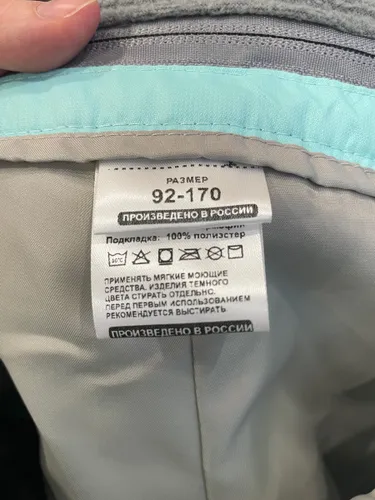 РАЗМЕР
92-170
ПРОИЗВЕДЕНО В РОССИИ
Подкладка: 100% полиэстер
30°C
ПРИМЕНЯТЬ МЯГКИЕ МОЮЩИЕ
СРЕДСТВА. ИЗДЕЛИЯ ТЕМНОГО
ЦВЕТА СТИРАТЬ ОТДЕЛЬНО.
ПЕРЕД ПЕРВЫМ ИСПОЛЬЗОВАНИЕМ
РЕКОМЕНДУЕТСЯ ВЫСТИРАТЬ
ПРОИЗВЕДЕНО В РОССИИ